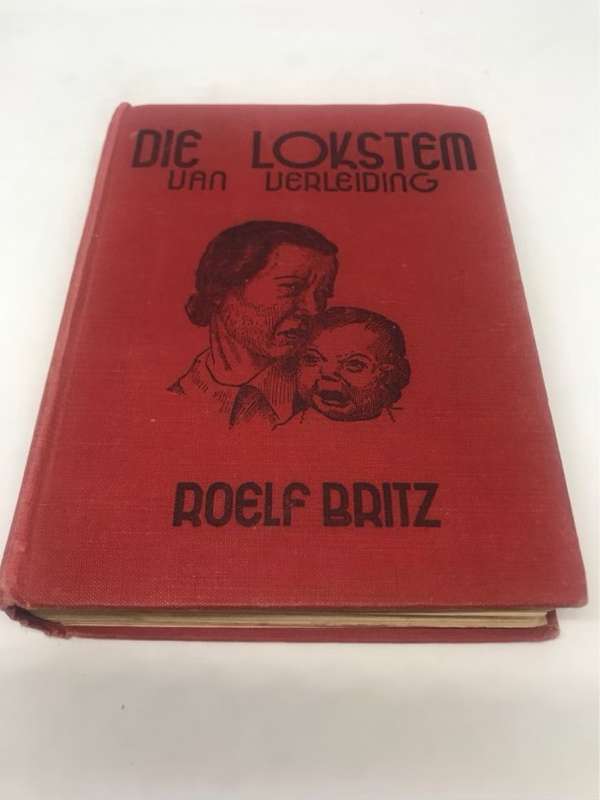 DIE LOKSTEM
VAN VERLEIDING
ROELF BRITZ